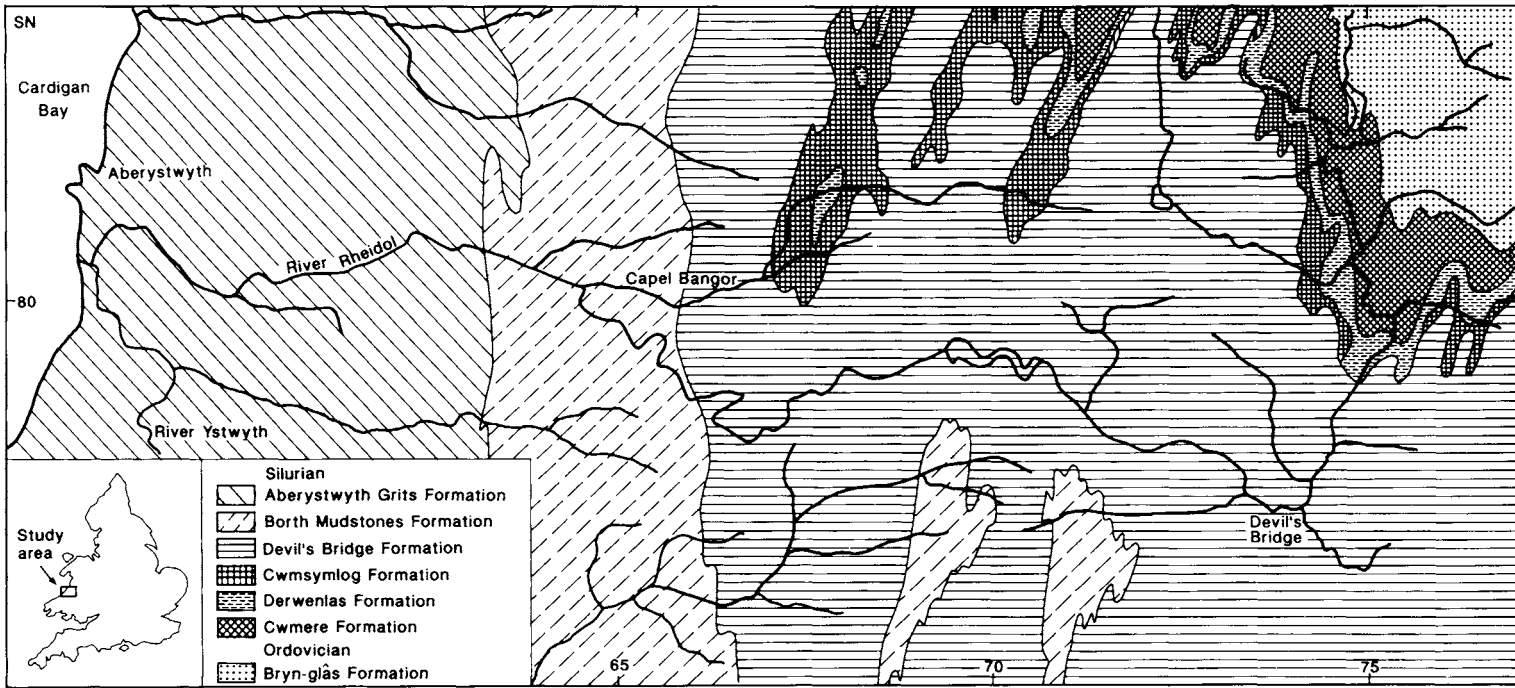 SN
Cardigan
Bay
Aberystwyth
River Rheidol
Capel Bangor
80
River Ystwyth
Devil's
Bridge
65
70
75
Study
area
Silurian
Aberystwyth Grits Formation
Borth Mudstones Formation
Devil's Bridge Formation
Cwmsymlog Formation
Derwenlas Formation
Cwmere Formation
Ordovician
Bryn-glâs Formation